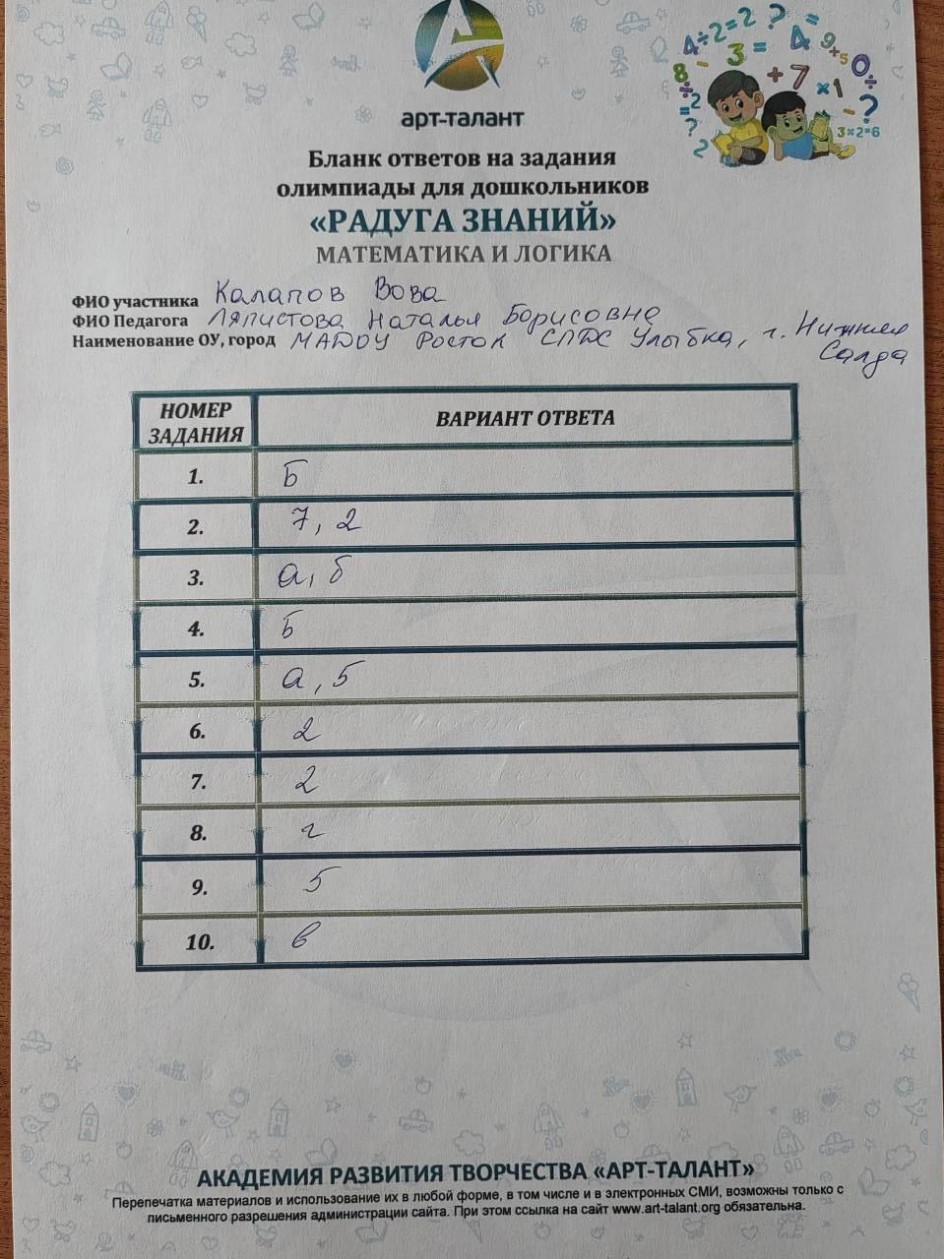 арт-талант
Бланк ответов на задания
олимпиады для дошкольников
«РАДУГА ЗНАНИЙ»
МАТЕМАТИКА И ЛОГИКА
ФИО участника Калапов Вова
ФИО Педагога Ляпустова Наталья Борисовна
Наименование ОУ, город МАДОУ Росток СПДС Улыбка, г. Нижняя
Салда
НОМЕР ЗАДАНИЯ ВАРИАНТ ОТВЕТА
1. Б
2. 7, 2
3. а, б
4. Б
5. а, 5
6. 2
7. 2
8. г
9. 5
10. в
АКАДЕМИЯ РАЗВИТИЯ ТВОРЧЕСТВА «АРТ-ТАЛАНТ»
Перепечатка материалов и использование их в любой форме, в том числе и в электронных СМИ, возможны только с
письменного разрешения администрации сайта. При этом ссылка на сайт www.art-talant.org обязательна.